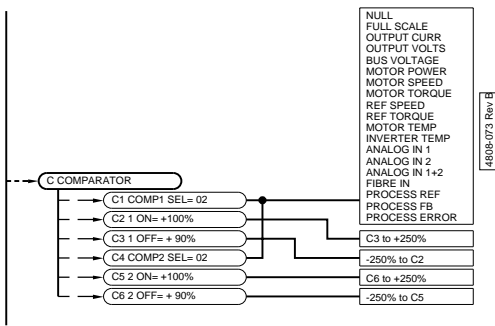 NULL
FULL SCALE
OUTPUT CURR
OUTPUT VOLTS
BUS VOLTAGE
MOTOR POWER
MOTOR SPEED
MOTOR TORQUE
REF SPEED
REF TORQUE
MOTOR TEMP
INVERTER TEMP
ANALOG IN 1
ANALOG IN 2
ANALOG IN 1+2
FIBRE IN
PROCESS REF
PROCESS FB
PROCESS ERROR
4808-073 Rev B
C COMPARATOR
C1 COMP1 SEL= 02
C2 1 ON= +100%
C3 1 OFF= + 90%
C4 COMP2 SEL= 02
C5 2 ON= +100%
C6 2 OFF= + 90%
C3 to +250%
-250% to C2
C6 to +250%
-250% to C5